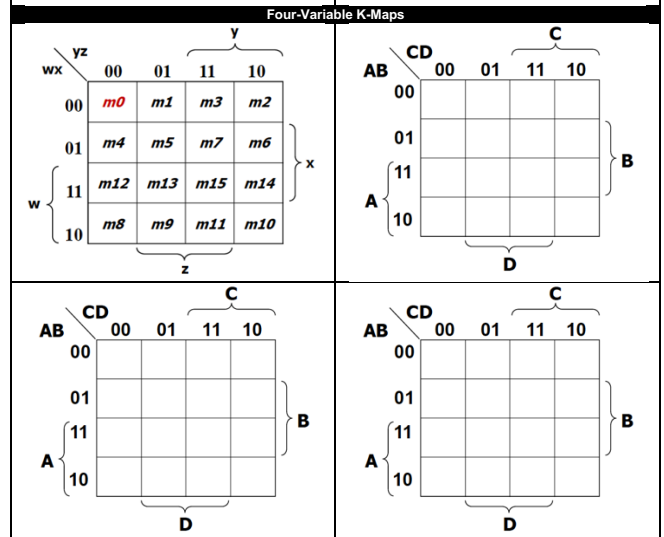 Four-Variable K-Maps
y
yz
wx 00 01 11 10
00 m0 m1 m3 m2
01 m4 m5 m7 m6
x
11 m12 m13 m15 m14
w
10 m8 m9 m11 m10
z
C
CD
AB 00 01 11 10
00
01
B
11
A
10
D
C
CD
AB 00 01 11 10
00
01
B
11
A
10
D
C
CD
AB 00 01 11 10
00
01
B
11
A
10
D